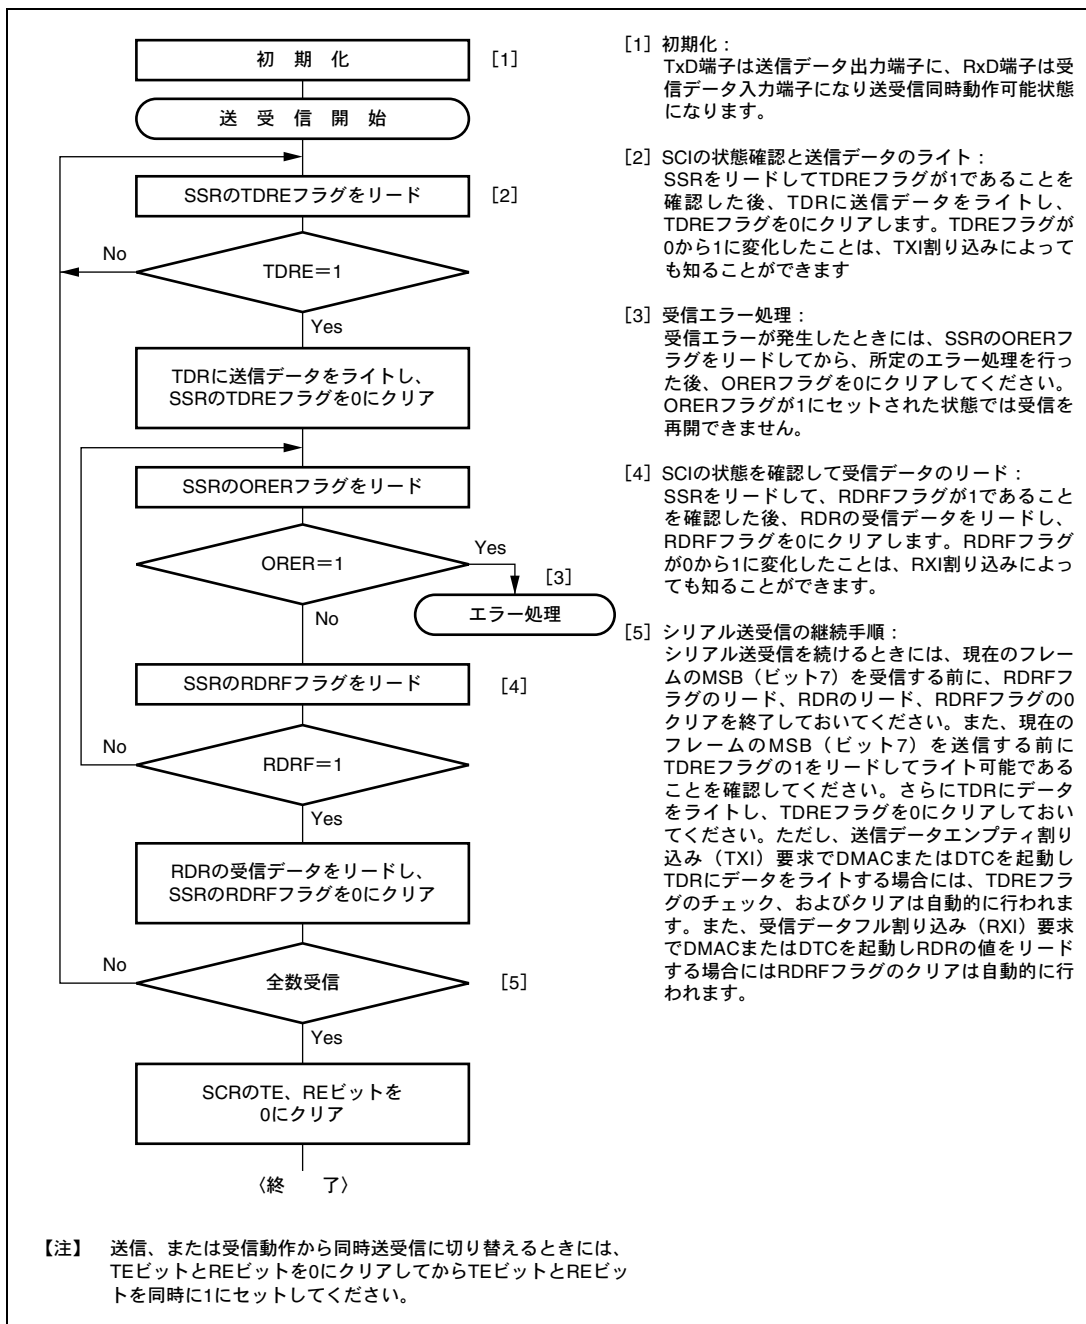 初 期 化 [1]
送 受 信 開 始
SSRのTDREフラグをリード [2]
No
TDRE=1
Yes
TDRに送信データをライトし、
SSRのTDREフラグを0にクリア
SSRのORERフラグをリード
Yes
ORER=1
[3]
エラー処理
No
SSRのRDRFフラグをリード [4]
No
RDRF=1
Yes
RDRの受信データをリードし、
SSRのRDRFフラグを0にクリア
No
全数受信 [5]
Yes
SCRのTE、REビットを
0にクリア
〈終 了〉
[1] 初期化：
TxD端子は送信データ出力端子に、RxD端子は受
信データ入力端子になり送受信同時動作可能状態
になります。
[2] SCIの状態確認と送信データのライト：
SSRをリードしてTDREフラグが1であることを
確認した後、TDRに送信データをライトし、
TDREフラグを0にクリアします。TDREフラグが
0から1に変化したことは、TXI割り込みによって
も知ることができます
[3] 受信エラー処理：
受信エラーが発生したときには、SSRのORERフ
ラグをリードしてから、所定のエラー処理を行っ
た後、ORERフラグを0にクリアしてください。
ORERフラグが1にセットされた状態では受信を
再開できません。
[4] SCIの状態を確認して受信データのリード：
SSRをリードして、RDRFフラグが1であること
を確認した後、RDRの受信データをリードし、
RDRFフラグを0にクリアします。RDRFフラグ
が0から1に変化したことは、RXI割り込みによっ
ても知ることができます。
[5] シリアル送受信の継続手順：
シリアル送受信を続けるときには、現在のフレー
ムのMSB（ビット7）を受信する前に、RDRFフ
ラグのリード、RDRのリード、RDRFフラグの0
クリアを終了しておいてください。また、現在の
フレームのMSB（ビット7）を送信する前に
TDREフラグの1をリードしてライト可能である
ことを確認してください。さらにTDRにデータ
をライトし、TDREフラグを0にクリアしておい
てください。ただし、送信データエンプティ割り
込み（TXI）要求でDMACまたはDTCを起動し
TDRにデータをライトする場合には、TDREフラ
グのチェック、およびクリアは自動的に行われま
す。また、受信データフル割り込み（RXI）要求
でDMACまたはDTCを起動しRDRの値をリード
する場合にはRDRFフラグのクリアは自動的に行
われます。
【注】 送信、または受信動作から同時送受信に切り替えるときには、
TEビットとREビットを0にクリアしてからTEビットとREビッ
トを同時に1にセットしてください。